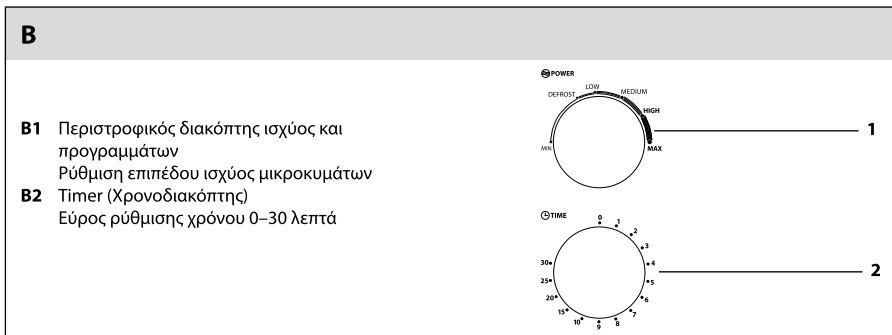 B
B1 Περιστροφικός διακόπτης ισχύος και
προγραμμάτων
Ρύθμιση επιπέδου ισχύος μικροκυμάτων
B2 Timer (Χρονοδιακόπτης)
Εύρος ρύθμισης χρόνου 0–30 λεπτά
POWER
MIN
DEFROST
LOW
MEDIUM
HIGH
MAX
1
TIME
0
1
2
3
4
5
6
7
8
9
10
15
20
25
30
2